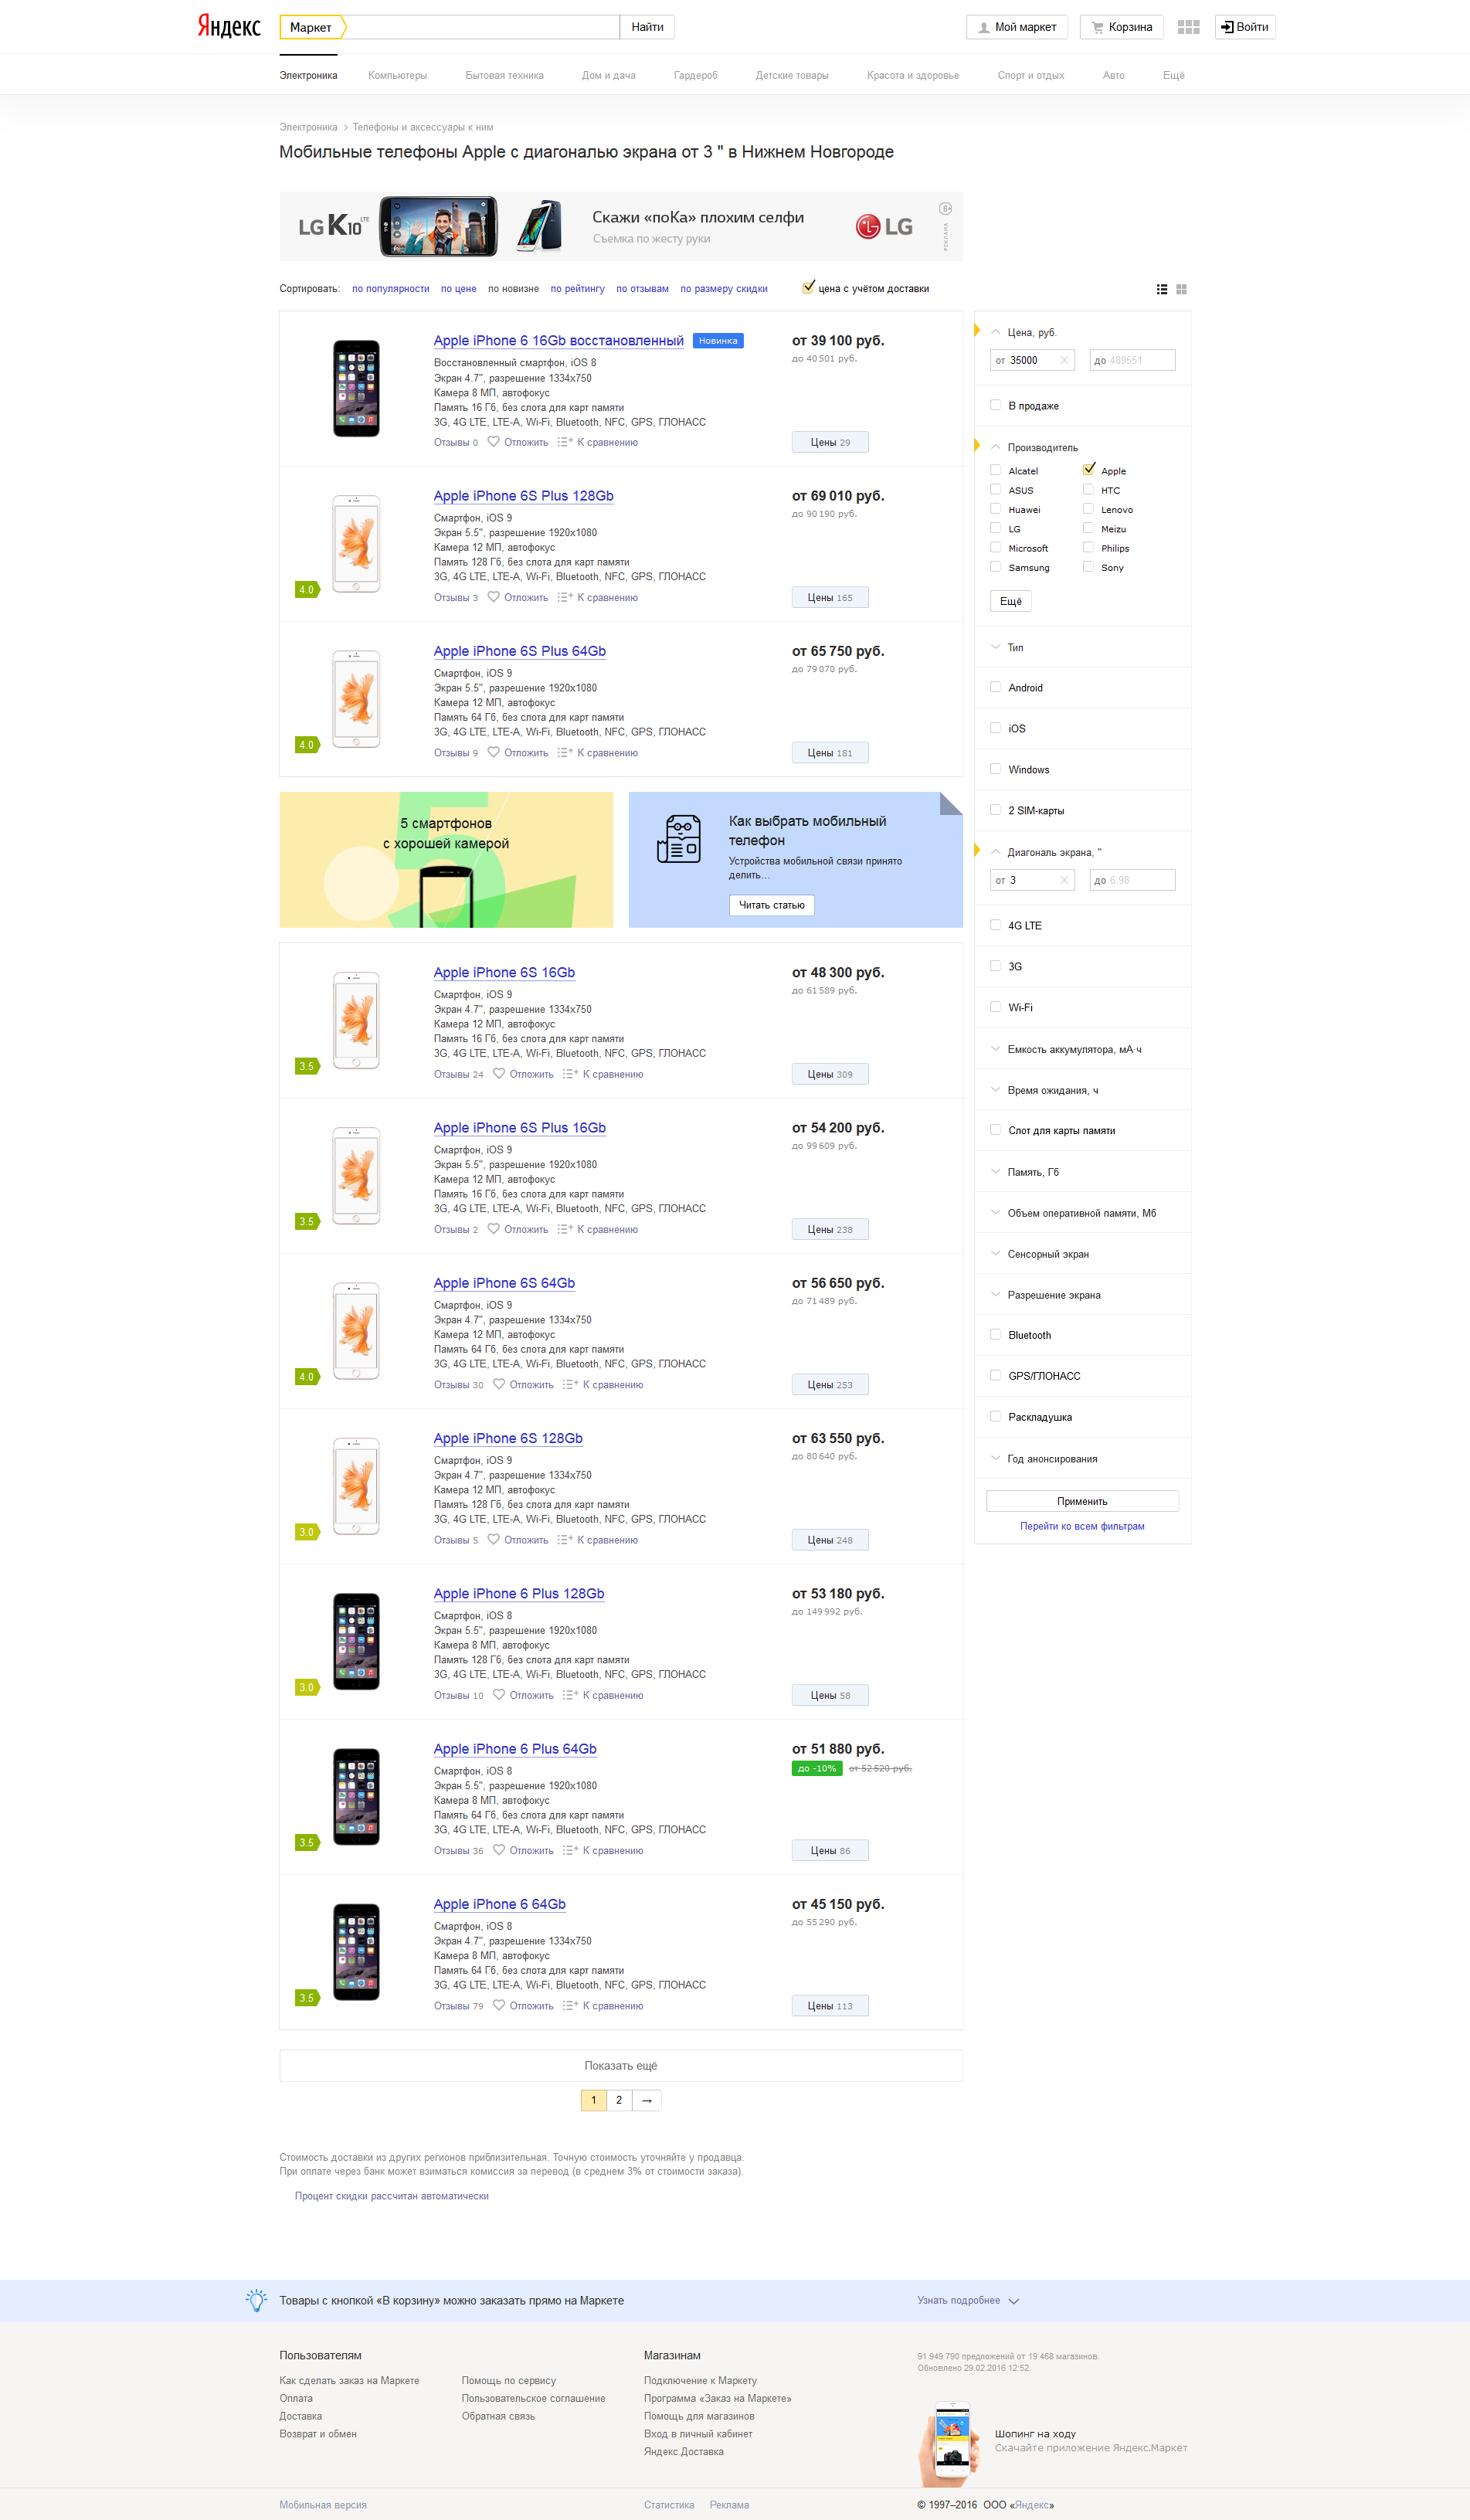 Яндекс
Маркет
Найти
Мой маркет
Корзина
Войти
Электроника Компьютеры Бытовая техника Дом и дача Гардероб Детские товары Красота и здоровье Спорт и отдых Авто Ещё
Электроника > Телефоны и аксессуары к ним
Мобильные телефоны Apple с диагональю экрана от 3 " в Нижнем Новгороде
LG K10 LTE
Скажи «поКа» плохим селфи
Съемка по жесту руки
LG
6+
РЕКЛАМА
Сортировать: по популярности по цене по новизне по рейтингу по отзывам по размеру скидки цена с учётом доставки
Apple iPhone 6 16Gb восстановленный Новинка
Восстановленный смартфон, iOS 8
Экран 4.7", разрешение 1334x750
Камера 8 МП, автофокус
Память 16 Гб, без слота для карт памяти
3G, 4G LTE, LTE-A, Wi-Fi, Bluetooth, NFC, GPS, ГЛОНАСС
Отзывы 0 Отложить К сравнению
от 39 100 руб.
до 40 501 руб.
Цены 29
Apple iPhone 6S Plus 128Gb
Смартфон, iOS 9
Экран 5.5", разрешение 1920x1080
Камера 12 МП, автофокус
Память 128 Гб, без слота для карт памяти
3G, 4G LTE, LTE-A, Wi-Fi, Bluetooth, NFC, GPS, ГЛОНАСС
4.0
Отзывы 3 Отложить К сравнению
от 69 010 руб.
до 90 190 руб.
Цены 165
Apple iPhone 6S Plus 64Gb
Смартфон, iOS 9
Экран 5.5", разрешение 1920x1080
Камера 12 МП, автофокус
Память 64 Гб, без слота для карт памяти
3G, 4G LTE, LTE-A, Wi-Fi, Bluetooth, NFC, GPS, ГЛОНАСС
4.0
Отзывы 9 Отложить К сравнению
от 65 750 руб.
до 79 070 руб.
Цены 181
5 смартфонов
с хорошей камерой
Как выбрать мобильный
телефон
Устройства мобильной связи принято
делить…
Читать статью
Apple iPhone 6S 16Gb
Смартфон, iOS 9
Экран 4.7", разрешение 1334x750
Камера 12 МП, автофокус
Память 16 Гб, без слота для карт памяти
3G, 4G LTE, LTE-A, Wi-Fi, Bluetooth, NFC, GPS, ГЛОНАСС
3.5
Отзывы 24 Отложить К сравнению
от 48 300 руб.
до 61 589 руб.
Цены 309
Apple iPhone 6S Plus 16Gb
Смартфон, iOS 9
Экран 5.5", разрешение 1920x1080
Камера 12 МП, автофокус
Память 16 Гб, без слота для карт памяти
3G, 4G LTE, LTE-A, Wi-Fi, Bluetooth, NFC, GPS, ГЛОНАСС
3.5
Отзывы 2 Отложить К сравнению
от 54 200 руб.
до 99 609 руб.
Цены 238
Apple iPhone 6S 64Gb
Смартфон, iOS 9
Экран 4.7", разрешение 1334x750
Камера 12 МП, автофокус
Память 64 Гб, без слота для карт памяти
3G, 4G LTE, LTE-A, Wi-Fi, Bluetooth, NFC, GPS, ГЛОНАСС
4.0
Отзывы 30 Отложить К сравнению
от 56 650 руб.
до 71 489 руб.
Цены 253
Apple iPhone 6S 128Gb
Смартфон, iOS 9
Экран 4.7", разрешение 1334x750
Камера 12 МП, автофокус
Память 128 Гб, без слота для карт памяти
3G, 4G LTE, LTE-A, Wi-Fi, Bluetooth, NFC, GPS, ГЛОНАСС
3.0
Отзывы 5 Отложить К сравнению
от 63 550 руб.
до 80 640 руб.
Цены 248
Apple iPhone 6 Plus 128Gb
Смартфон, iOS 8
Экран 5.5", разрешение 1920x1080
Камера 8 МП, автофокус
Память 128 Гб, без слота для карт памяти
3G, 4G LTE, LTE-A, Wi-Fi, Bluetooth, NFC, GPS, ГЛОНАСС
3.0
Отзывы 10 Отложить К сравнению
от 53 180 руб.
до 149 992 руб.
Цены 58
Apple iPhone 6 Plus 64Gb
Смартфон, iOS 8
Экран 5.5", разрешение 1920x1080
Камера 8 МП, автофокус
Память 64 Гб, без слота для карт памяти
3G, 4G LTE, LTE-A, Wi-Fi, Bluetooth, NFC, GPS, ГЛОНАСС
3.5
Отзывы 36 Отложить К сравнению
от 51 880 руб.
до -10% от 52 520 руб.
Цены 86
Apple iPhone 6 64Gb
Смартфон, iOS 8
Экран 4.7", разрешение 1334x750
Камера 8 МП, автофокус
Память 64 Гб, без слота для карт памяти
3G, 4G LTE, LTE-A, Wi-Fi, Bluetooth, NFC, GPS, ГЛОНАСС
3.5
Отзывы 79 Отложить К сравнению
от 45 150 руб.
до 55 290 руб.
Цены 113
Показать ещё
1 2 →
Цена, руб.
от 35000 до 489551
В продаже
Производитель
Alcatel Apple
ASUS HTC
Huawei Lenovo
LG Meizu
Microsoft Philips
Samsung Sony
Ещё
Тип
Android
iOS
Windows
2 SIM-карты
Диагональ экрана, "
от 3 до 6.98
4G LTE
3G
Wi-Fi
Емкость аккумулятора, мА·ч
Время ожидания, ч
Слот для карты памяти
Память, Гб
Объем оперативной памяти, Мб
Сенсорный экран
Разрешение экрана
Bluetooth
GPS/ГЛОНАСС
Раскладушка
Год анонсирования
Применить
Перейти ко всем фильтрам
Стоимость доставки из других регионов приблизительная. Точную стоимость уточняйте у продавца.
При оплате через банк может взиматься комиссия за перевод (в среднем 3% от стоимости заказа).
Процент скидки рассчитан автоматически
Товары с кнопкой «В корзину» можно заказать прямо на Маркете
Узнать подробнее
Пользователям
Как сделать заказ на Маркете
Оплата
Доставка
Возврат и обмен
Помощь по сервису
Пользовательское соглашение
Обратная связь
Магазинам
Подключение к Маркету
Программа «Заказ на Маркете»
Помощь для магазинов
Вход в личный кабинет
Яндекс.Доставка
91 949 790 предложений от 19 468 магазинов.
Обновлено 29.02.2016 12:52.
Шопинг на ходу
Скачайте приложение Яндекс.Маркет
Мобильная версия
Статистика Реклама
© 1997–2016 ООО «Яндекс»